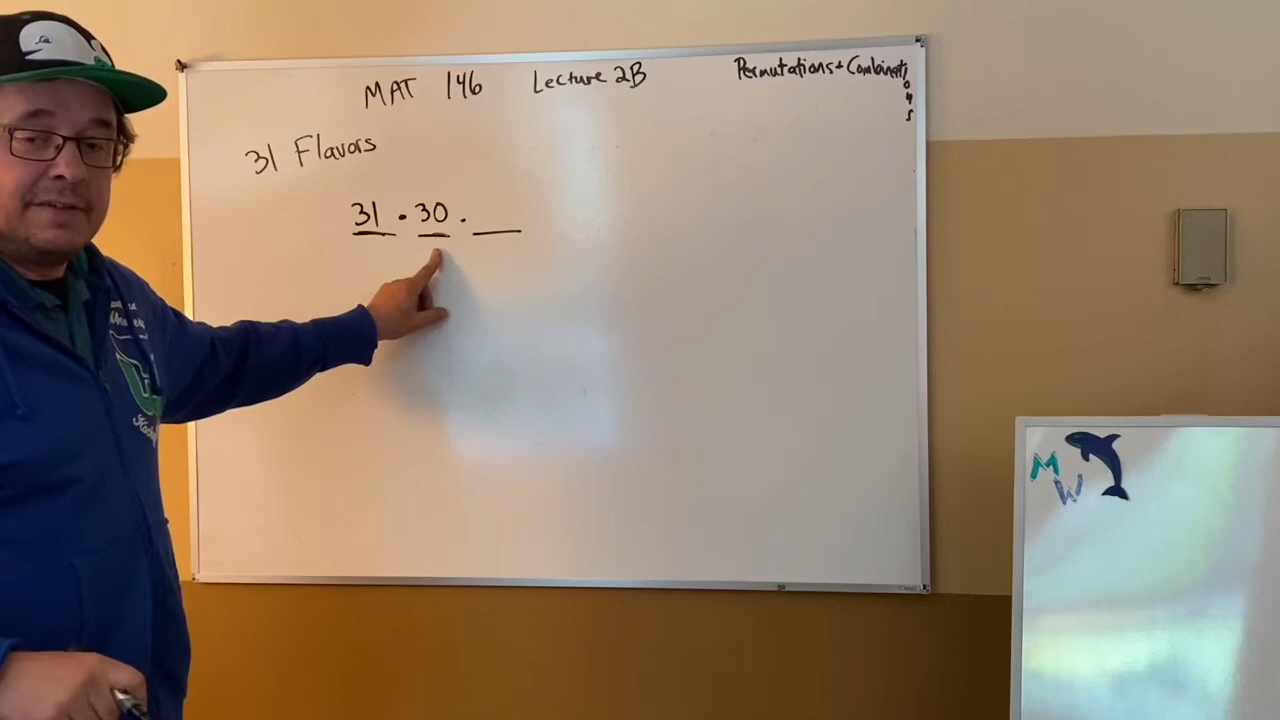 MAT 146 Lecture 2B Permutations + Combinations
31 Flavors
31 · 30 · ___
M
W